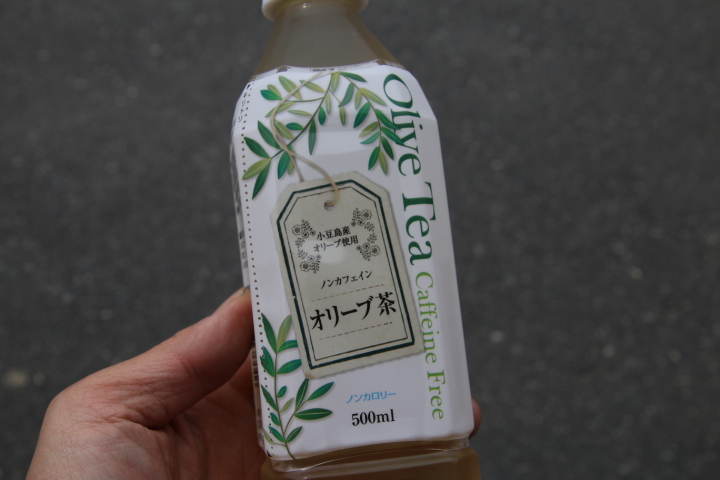 Olive Tea Caffeine Free
小豆島産
オリーブ使用
ノンカフェイン
オリーブ茶
ノンカロリー
500ml